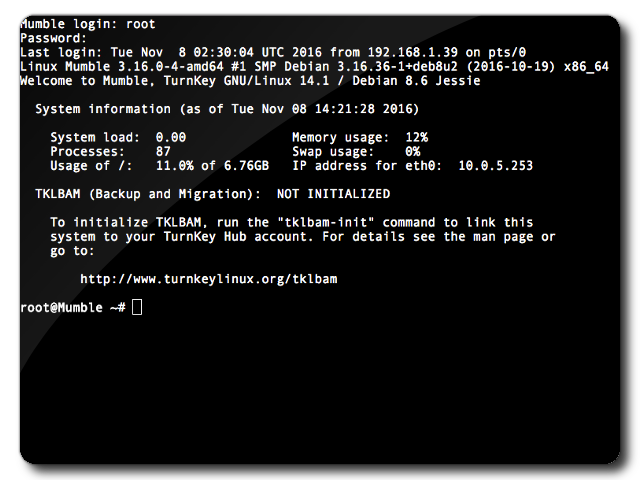 Mumble login: root
Password:
Last login: Tue Nov  8 02:30:04 UTC 2016 from 192.168.1.39 on pts/0
Linux Mumble 3.16.0-4-amd64 #1 SMP Debian 3.16.36-1+deb8u2 (2016-10-19) x86_64
Welcome to Mumble, TurnKey GNU/Linux 14.1 / Debian 8.6 Jessie
System information (as of Tue Nov 08 14:21:28 2016)
System load:  0.00              Memory usage:  12%
Processes:    87                Swap usage:    0%
Usage of /:   11.0% of 6.76GB   IP address for eth0:  10.0.5.253
TKLBAM (Backup and Migration):  NOT INITIALIZED
To initialize TKLBAM, run the "tklbam-init" command to link this
system to your TurnKey Hub account. For details see the man page or
go to:
http://www.turnkeylinux.org/tklbam
root@Mumble ~#